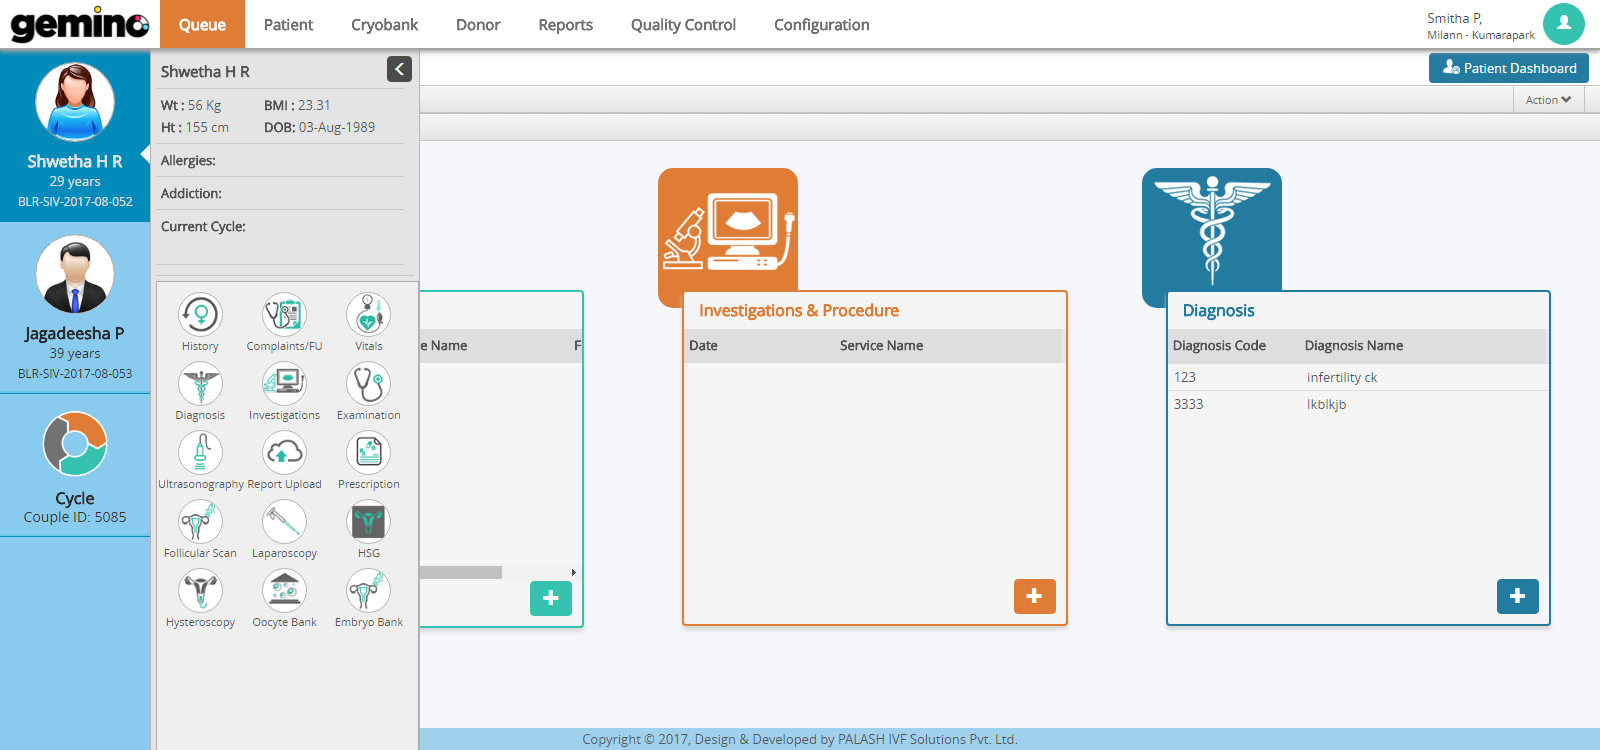 gemino
Queue
Patient
Cryobank
Donor
Reports
Quality Control
Configuration
Smitha P,
Milann - Kumarapark
Shwetha H R
29 years
BLR-SIV-2017-08-052
Jagadeesha P
39 years
BLR-SIV-2017-08-053
Cycle
Couple ID: 5085
Shwetha H R
Wt : 56 Kg BMI : 23.31
Ht : 155 cm DOB: 03-Aug-1989
Allergies:
Addiction:
Current Cycle:
History Complaints/FU Vitals
Diagnosis Investigations Examination
Ultrasonography Report Upload Prescription
Follicular Scan Laparoscopy HSG
Hysteroscopy Oocyte Bank Embryo Bank
Patient Dashboard
Action
e Name F
Investigations & Procedure
Date Service Name
Diagnosis
Diagnosis Code Diagnosis Name
123 infertility ck
3333 lkblkjb
Copyright © 2017, Design & Developed by PALASH IVF Solutions Pvt. Ltd.